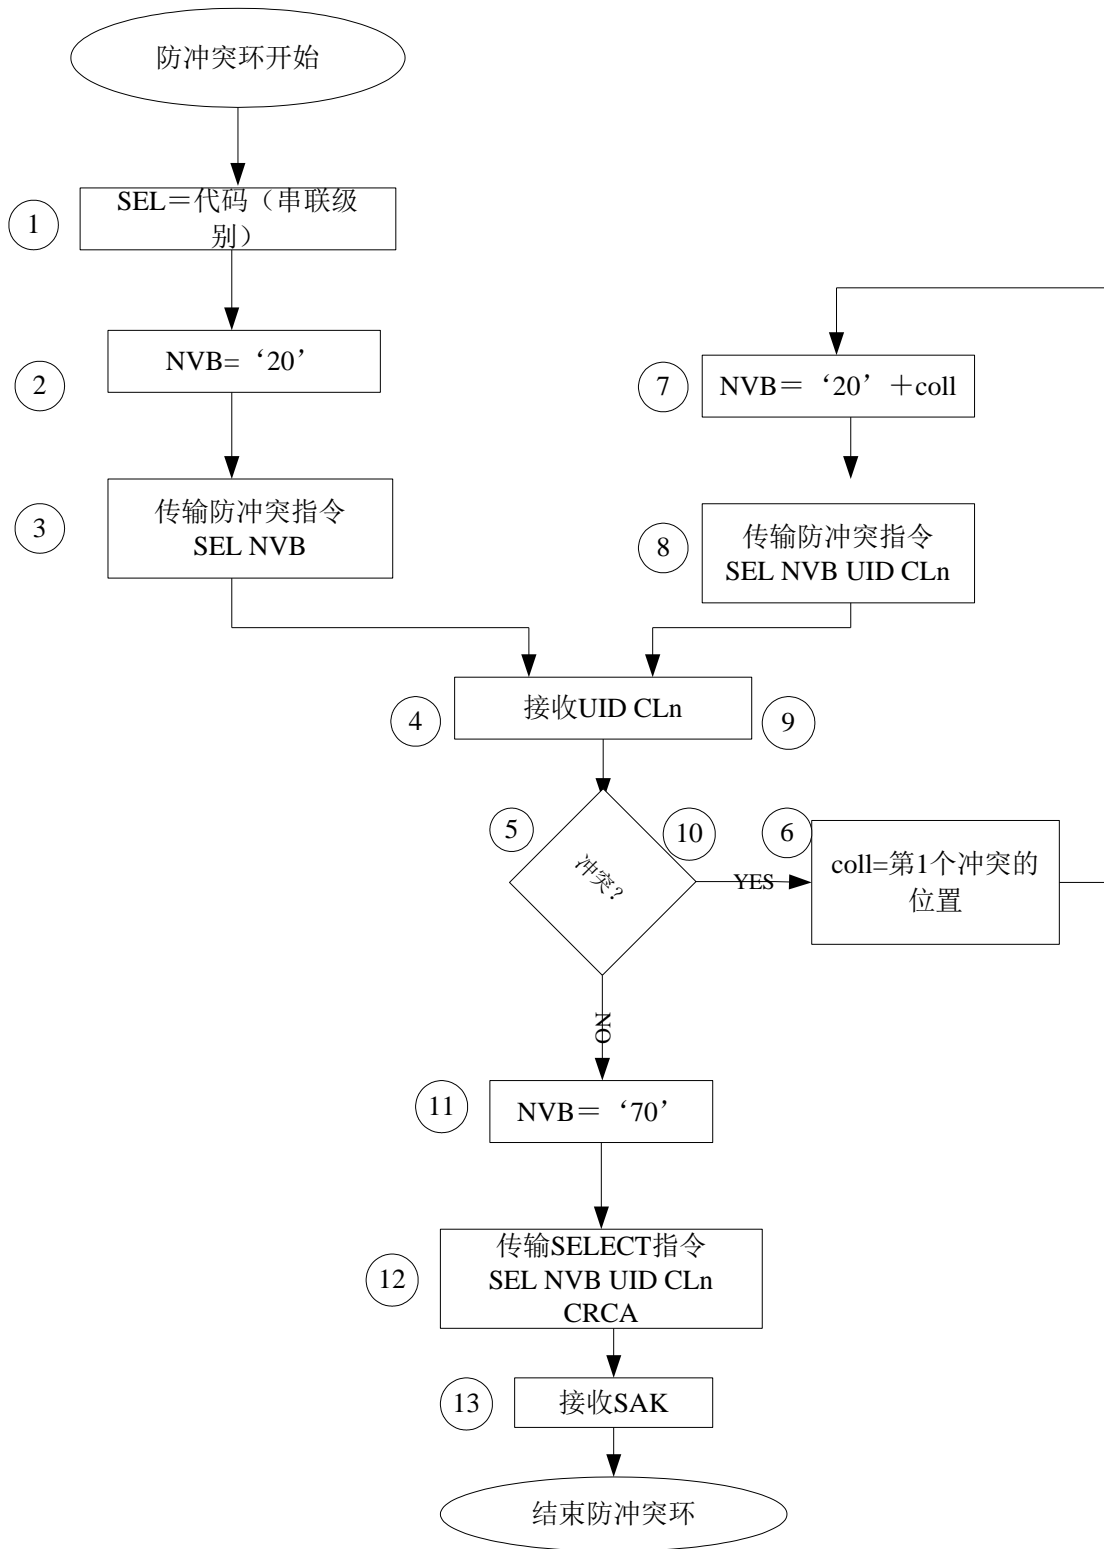 防冲突环开始
1
SEL＝代码（串联级
别）
2
NVB=‘20’
3
传输防冲突指令
SEL NVB
7
NVB＝‘20’＋coll
8
传输防冲突指令
SEL NVB UID CLn
4
接收UID CLn
9
5
冲突?
10
YES
6
coll=第1个冲突的
位置
NO
11
NVB＝‘70’
12
传输SELECT指令
SEL NVB UID CLn
CRCA
13
接收SAK
结束防冲突环